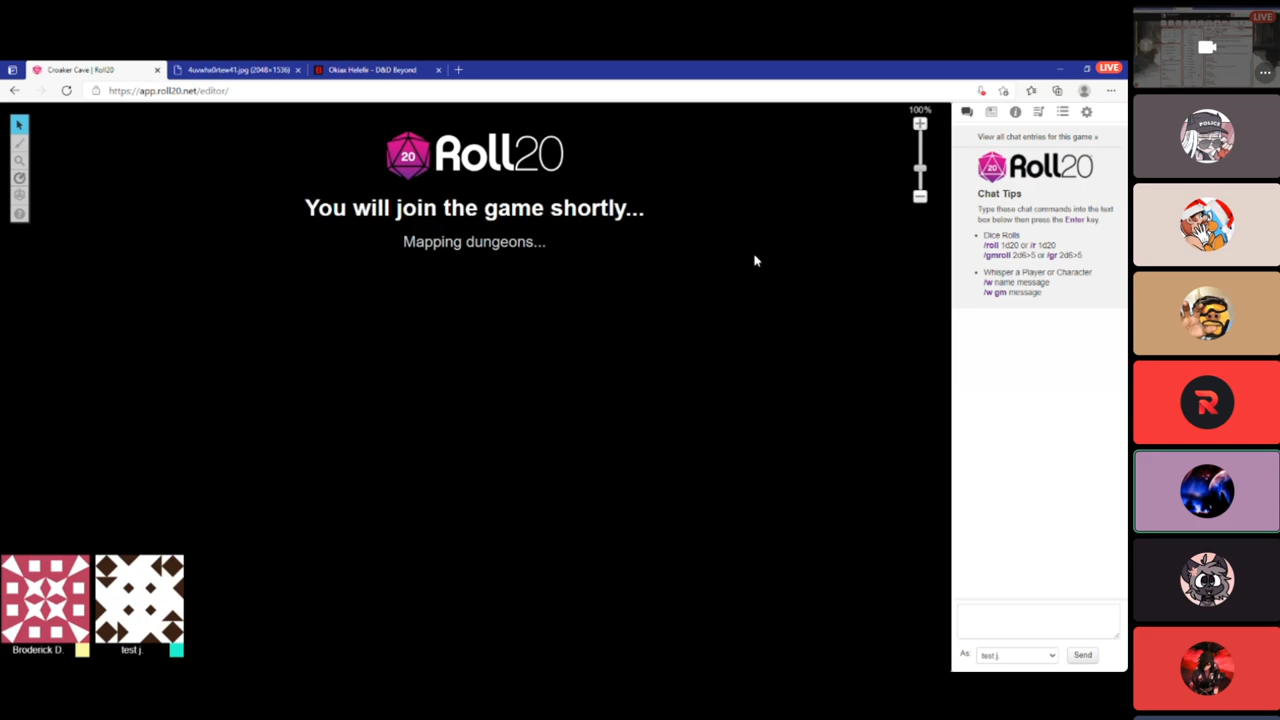 LIVE
Croaker Cave | Roll20
4uvwhx0rtew41.jpg (2048×1536)
Okiax Helefir - D&D Beyond
LIVE
https://app.roll20.net/editor/
100%
20
Roll20
You will join the game shortly...
Mapping dungeons...
View all chat entries for this game »
20
Roll20
Chat Tips
Type these chat commands into the text
box below then press the Enter key.
Dice Rolls
/roll 1d20 or /r 1d20
/gmroll 2d6>5 or /gr 2d6>5
Whisper a Player or Character
/w name message
/w gm message
POLICE
R
Broderick D.
test j.
As:
test j.
Send